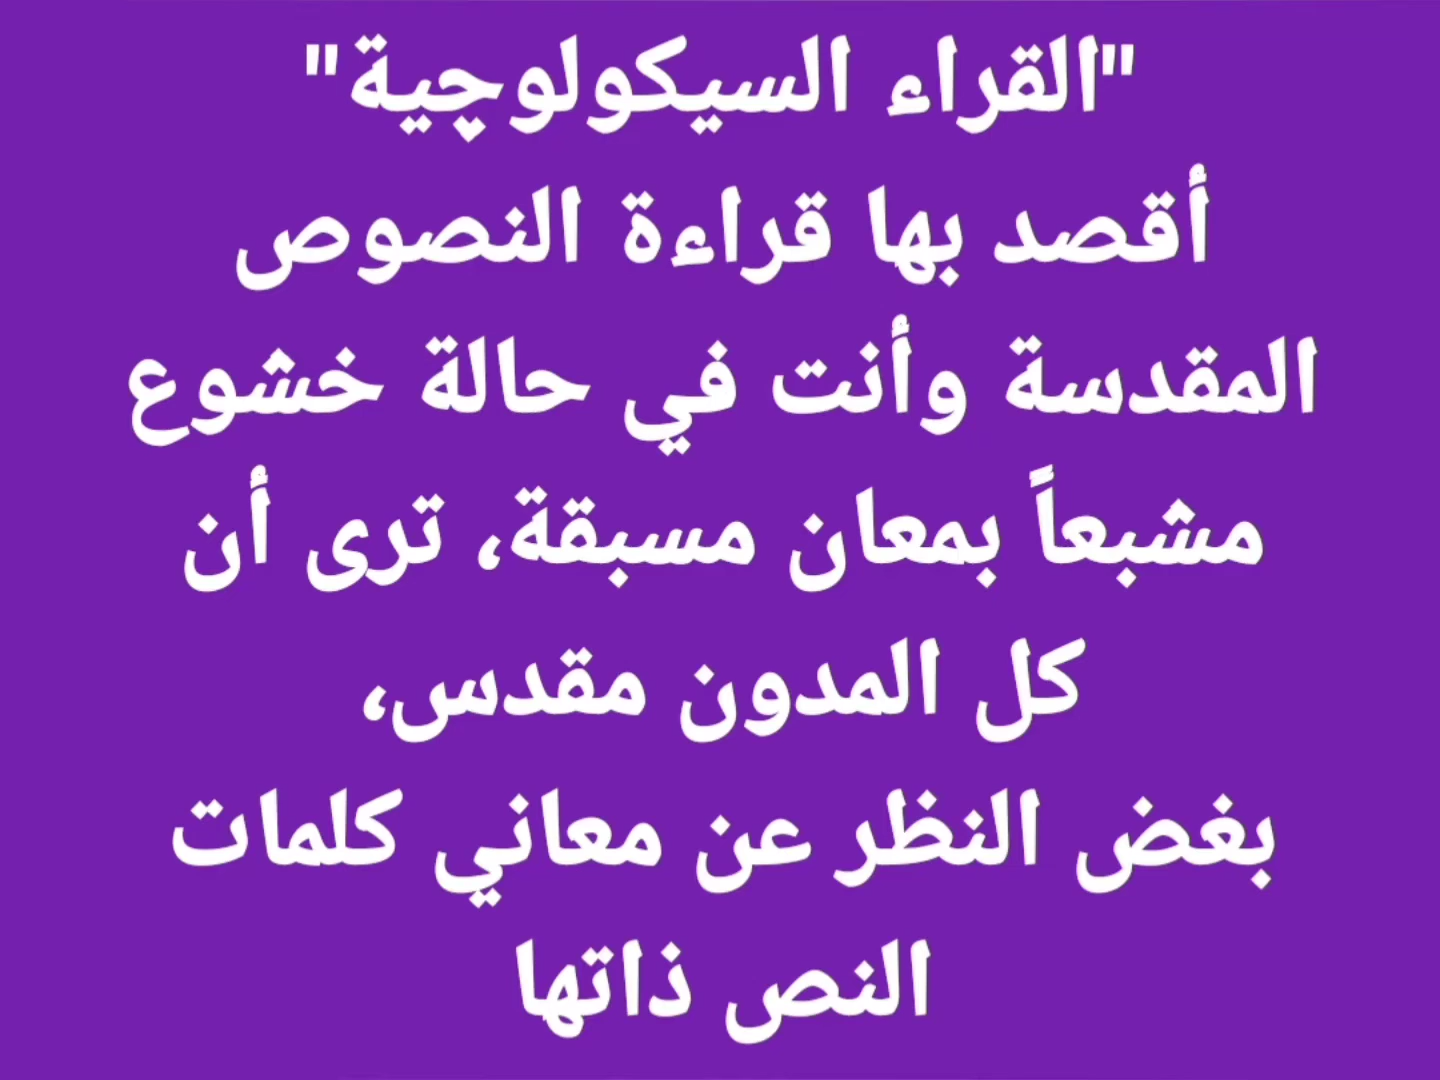 "القراء السيكولوچية"
أقصد بها قراءة النصوص
المقدسة وأنت في حالة خشوع
مشبعاً بمعان مسبقة، ترى أن
كل المدون مقدس،
بغض النظر عن معاني كلمات
النص ذاتها